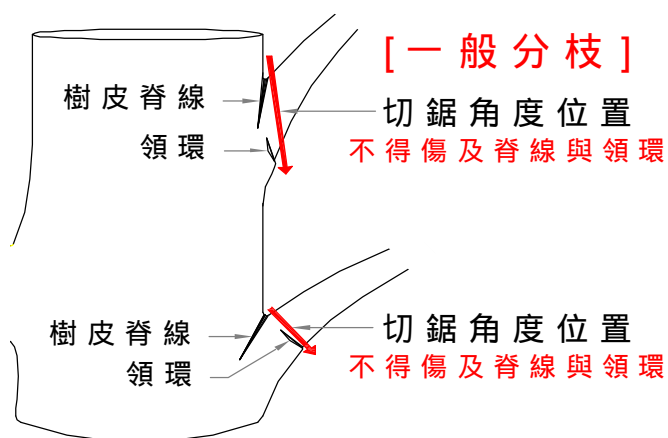 [一般分枝]
樹皮脊線
切鋸角度位置
領環
不得傷及脊線與領環
樹皮脊線
切鋸角度位置
領環
不得傷及脊線與領環